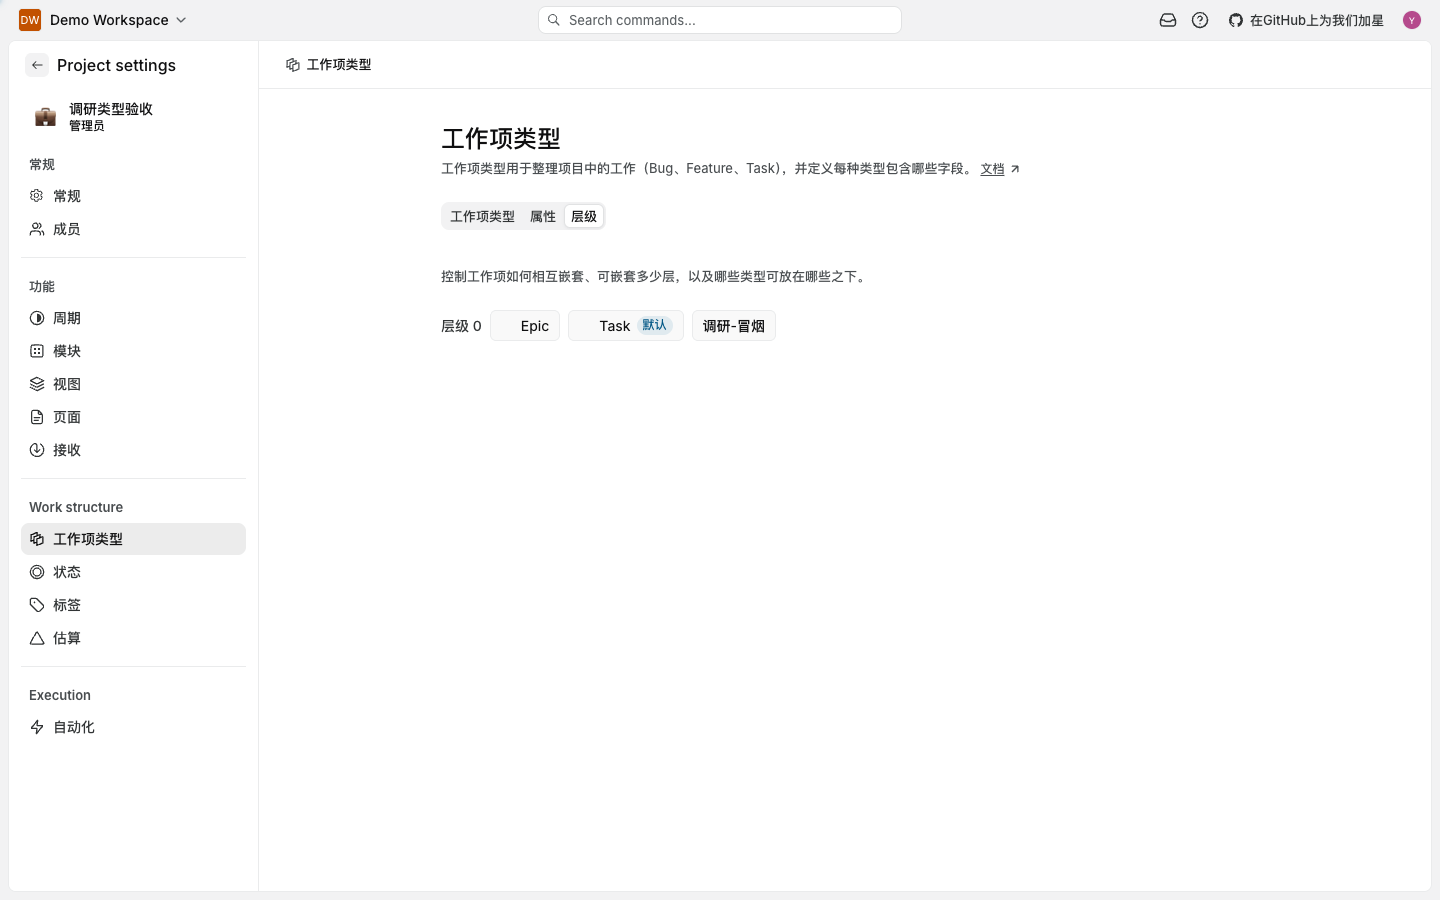 DW Demo Workspace
Search commands...
在GitHub上为我们加星
Y
Project settings
调研类型验收
管理员
常规
常规
成员
功能
周期
模块
视图
页面
接收
Work structure
工作项类型
状态
标签
估算
Execution
自动化
工作项类型
工作项类型
工作项类型用于整理项目中的工作（Bug、Feature、Task），并定义每种类型包含哪些字段。 文档
工作项类型 属性 层级
控制工作项如何相互嵌套、可嵌套多少层，以及哪些类型可放在哪些之下。
层级 0 Epic Task 默认 调研-冒烟